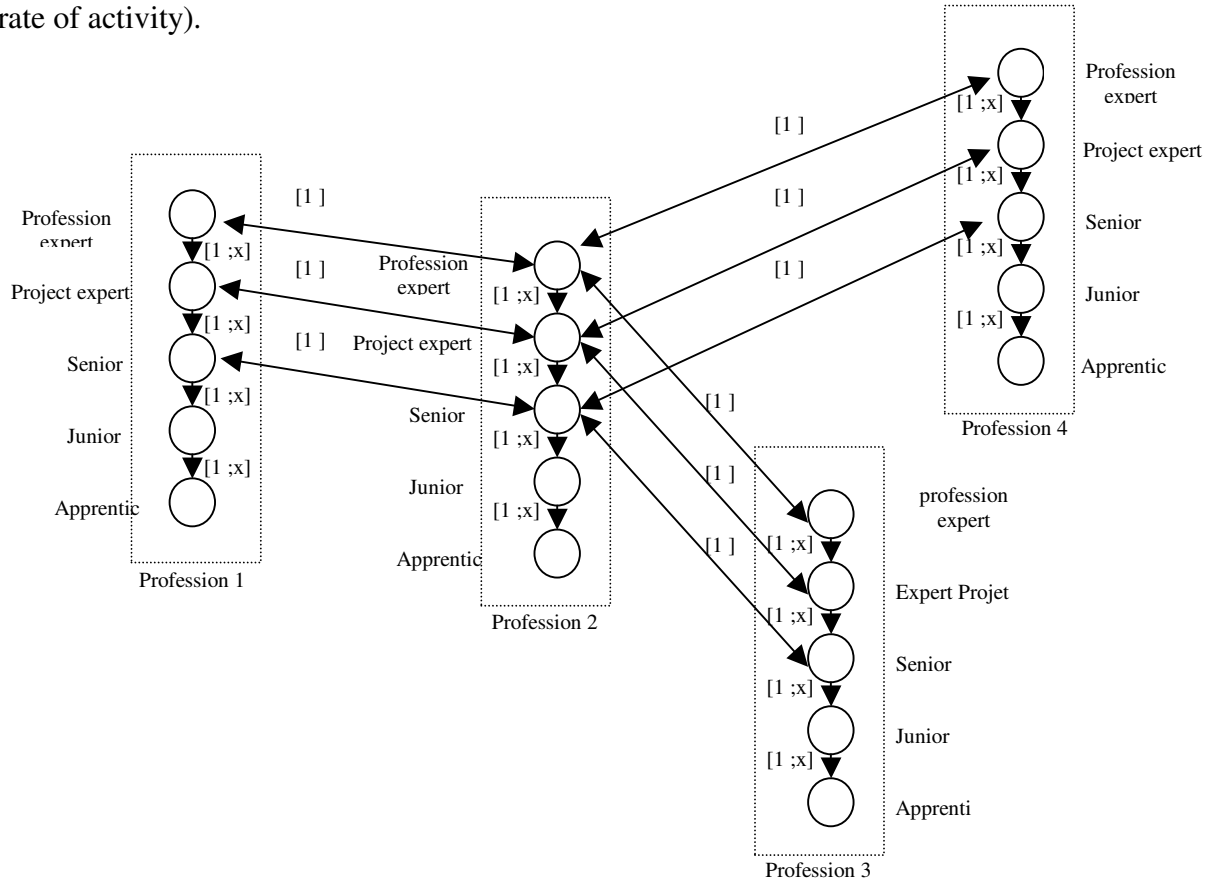 rate of activity).
Profession
expert
Project expert
Senior
Junior
Apprentic
[1 ;x]
[1 ;x]
[1 ;x]
[1 ;x]
Profession 1
[1 ]
[1 ]
[1 ]
Profession
expert
Project expert
Senior
Junior
Apprentic
[1 ;x]
[1 ;x]
[1 ;x]
[1 ;x]
Profession 2
[1 ]
[1 ]
[1 ]
Profession
expert
Project expert
Senior
Junior
Apprentic
[1 ;x]
[1 ;x]
[1 ;x]
[1 ;x]
Profession 4
[1 ]
[1 ]
[1 ]
profession
expert
Expert Projet
Senior
Junior
Apprenti
[1 ;x]
[1 ;x]
[1 ;x]
[1 ;x]
Profession 3